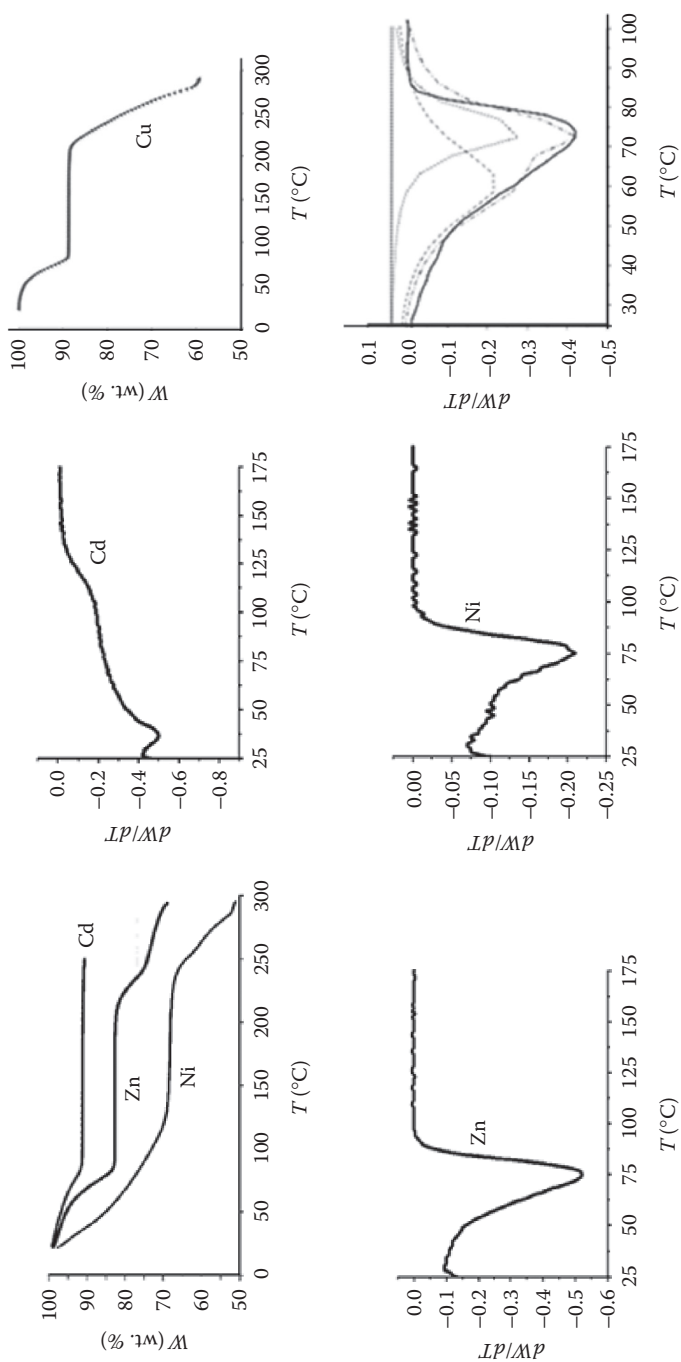 W (wt. %)
100
90
80
70
60
50
Cd
Zn
Ni
0 50 100 150 200 250 300
T (°C)
dW/dT
0.0
−0.2
−0.4
−0.6
−0.8
Cd
25 50 75 100 125 150 175
T (°C)
W (wt. %)
100
90
80
70
60
50
Cu
0 50 100 150 200 250 300
T (°C)
dW/dT
0.0
−0.1
−0.2
−0.3
−0.4
−0.5
−0.6
Zn
25 50 75 100 125 150 175
T (°C)
dW/dT
0.00
−0.05
−0.10
−0.15
−0.20
−0.25
Ni
25 50 75 100 125 150 175
T (°C)
dW/dT
0.1
0.0
−0.1
−0.2
−0.3
−0.4
−0.5
30 40 50 60 70 80 90 100
T (°C)